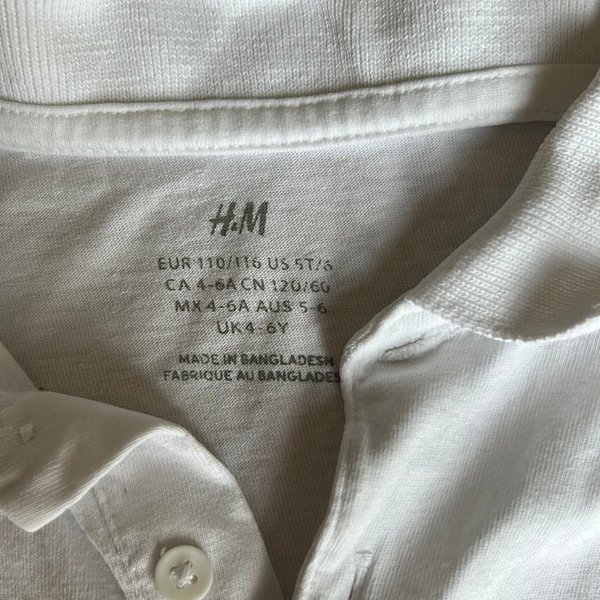 H&M
EUR 110/116 US 5T/6
CA 4-6A CN 120/60
MX 4-6A AUS 5-6
UK 4-6Y
MADE IN BANGLADESH
FABRIQUE AU BANGLADES